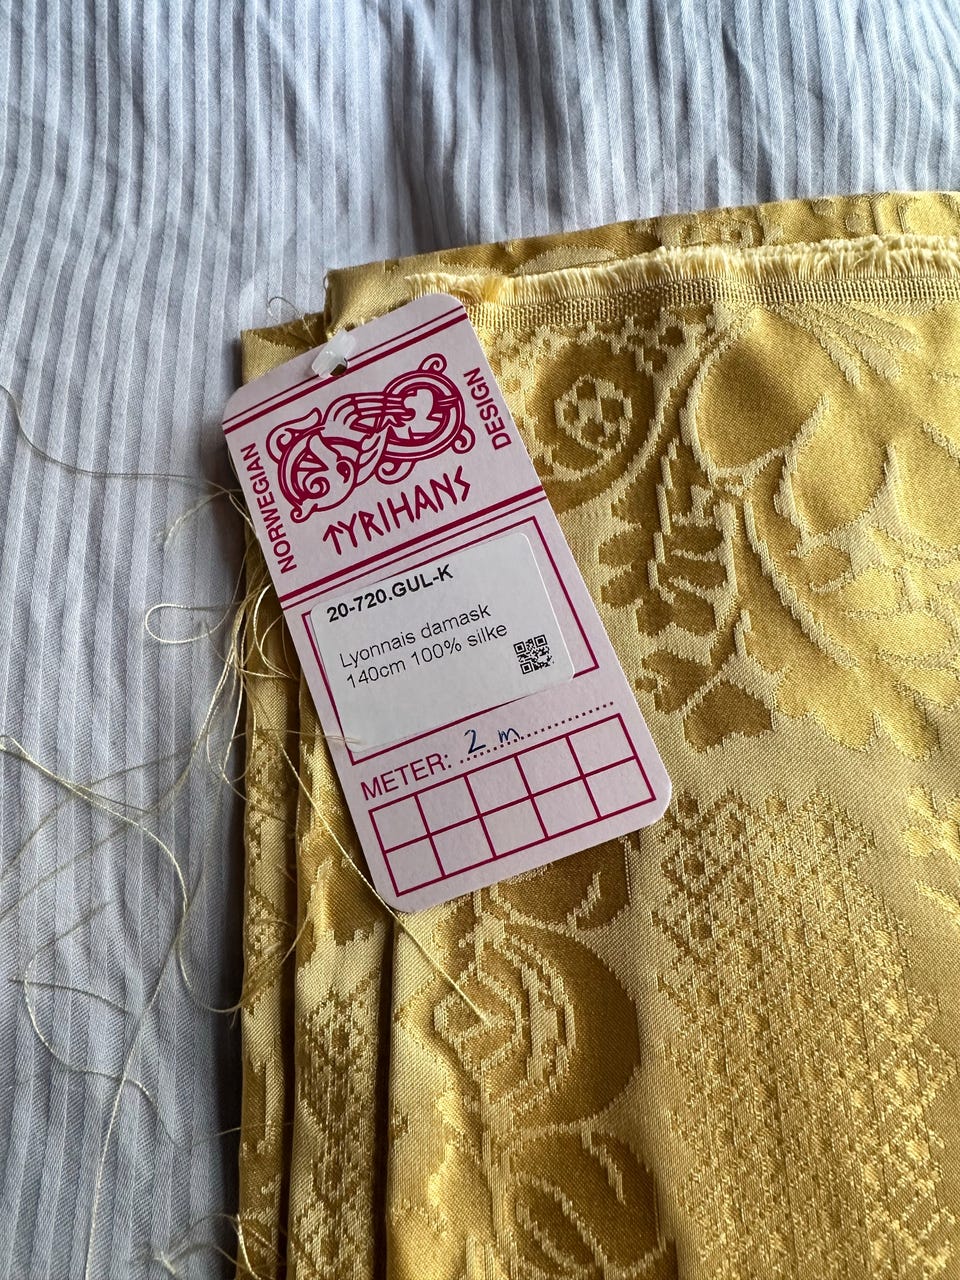 NORWEGIAN
DESIGN
TYRIHANS
20-720.GUL-K
Lyonnais damask
140cm 100% silke
METER: 2 m